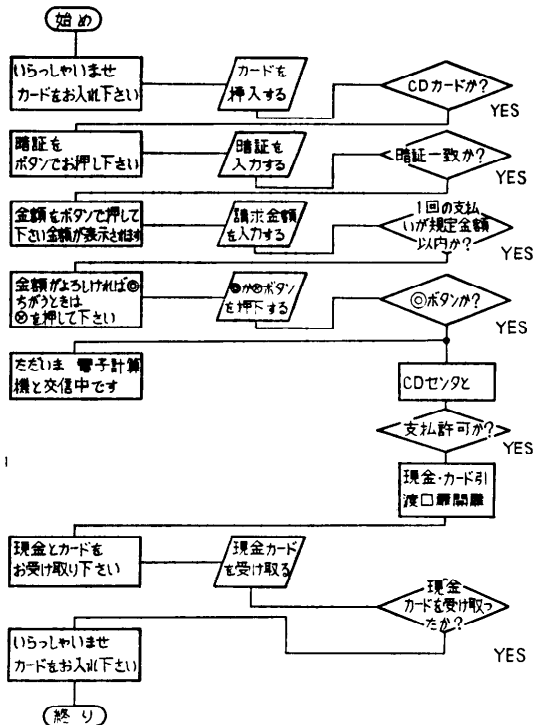 始め
いらっしゃいませ
カードをお入れ下さい
カードを
挿入する
CDカードか?
YES
暗証を
ボタンでお押し下さい
暗証を
入力する
暗証一致か?
YES
金額をボタンで押して
下さい金額が表示されます
請求金額
を入力する
1回の支払
いが規定金額
以内か?
YES
金額がよろしければ◎
ちがうときは
⊗を押して下さい
◎か⊗ボタン
を押下する
◎ボタンか?
YES
ただいま 電子計算
機と交信中です
CDセンタと
支払許可か?
YES
現金・カード引
渡口扉開
現金とカードを
お受け取り下さい
現金カード
を受け取る
現金
カードを受け取っ
たか?
YES
いらっしゃいませ
カードをお入れ下さい
終り